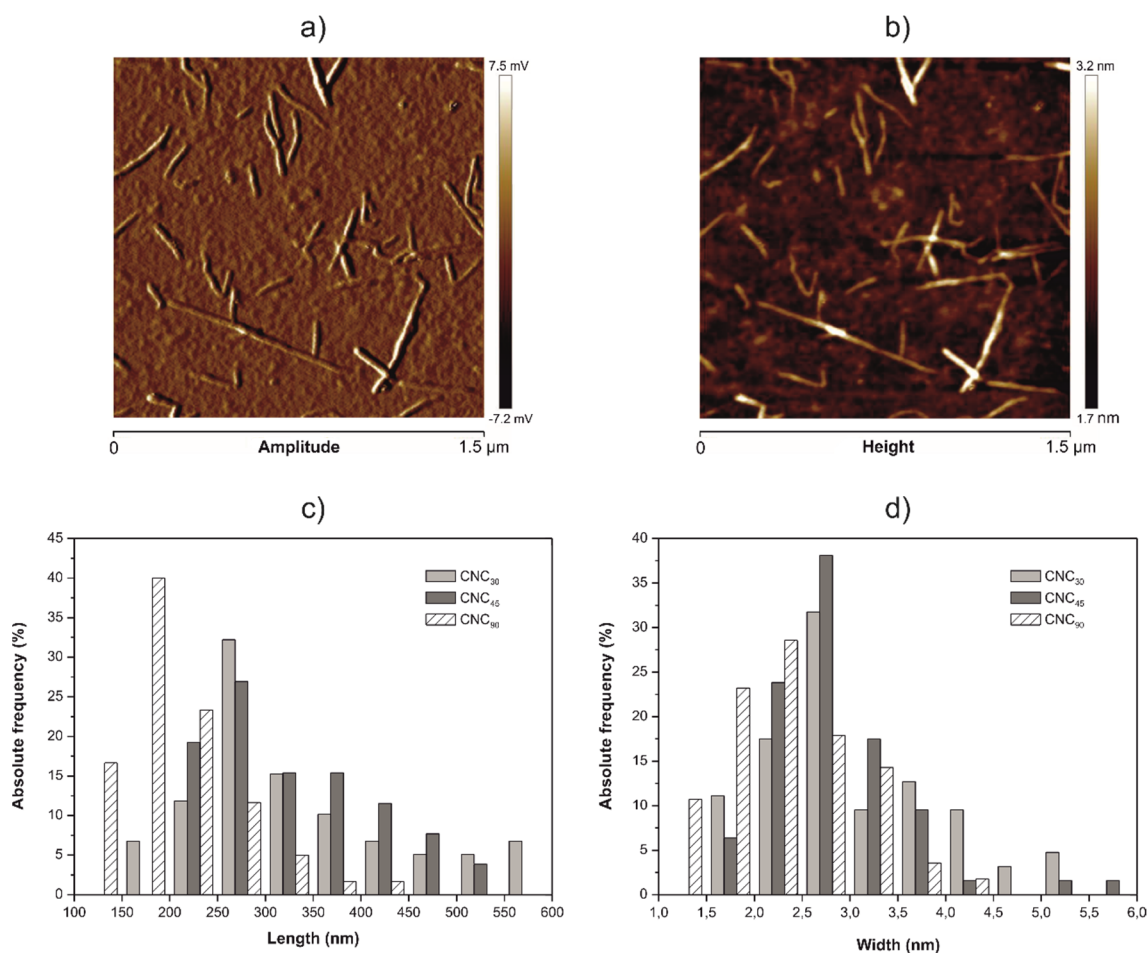 a)
7.5 mV
-7.2 mV
0
Amplitude
1.5 µm
b)
3.2 nm
1.7 nm
0
Height
1.5 µm
c)
45
40
35
30
25
20
15
10
5
0
Absolute frequency (%)
CNC30
CNC45
CNC90
100 150 200 250 300 350 400 450 500 550 600
Length (nm)
d)
40
35
30
25
20
15
10
5
0
Absolute frequency (%)
CNC30
CNC45
CNC90
1,0 1,5 2,0 2,5 3,0 3,5 4,0 4,5 5,0 5,5 6,0
Width (nm)